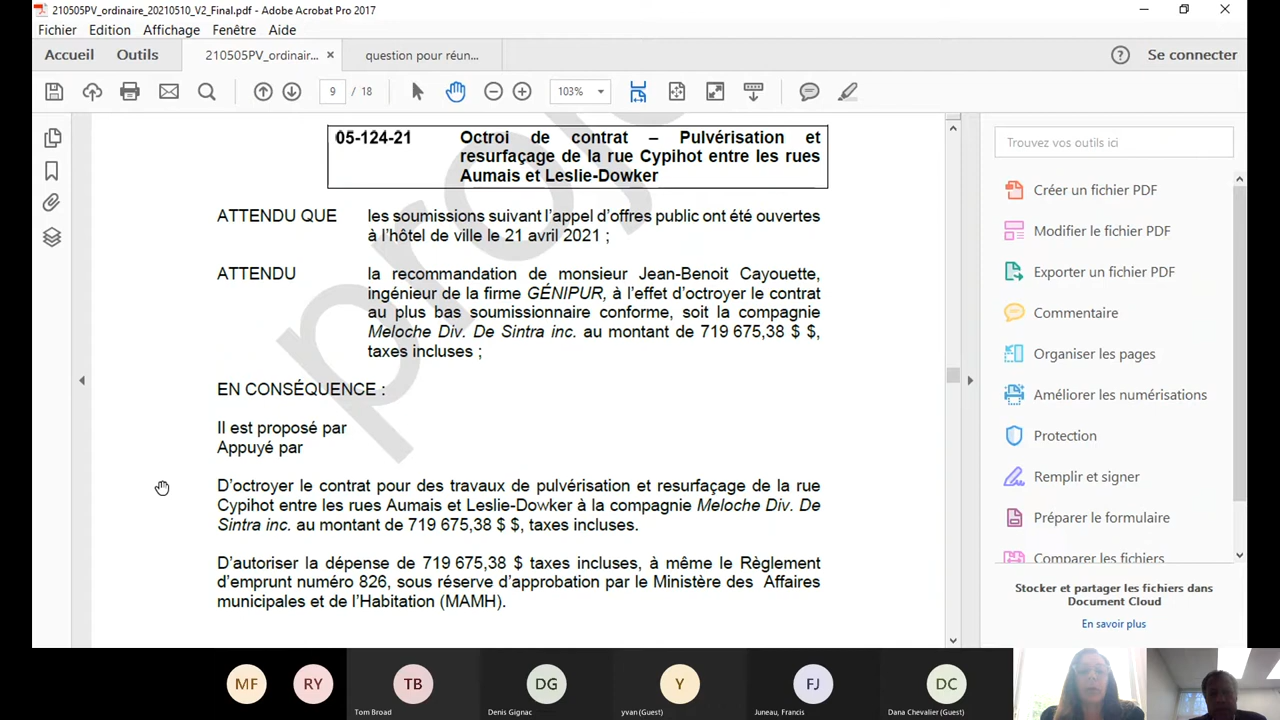 210505PV_ordinaire_20210510_V2_Final.pdf - Adobe Acrobat Pro 2017
Fichier Edition Affichage Fenêtre Aide
Accueil Outils 210505PV_ordinair... × question pour réun... ? Se connecter
9 / 18 103%
05-124-21 Octroi de contrat – Pulvérisation et
resurfaçage de la rue Cypihot entre les rues
Aumais et Leslie-Dowker
ATTENDU QUE les soumissions suivant l'appel d'offres public ont été ouvertes
à l'hôtel de ville le 21 avril 2021 ;
ATTENDU la recommandation de monsieur Jean-Benoit Cayouette,
ingénieur de la firme GÉNIPUR, à l'effet d'octroyer le contrat
au plus bas soumissionnaire conforme, soit la compagnie
Meloche Div. De Sintra inc. au montant de 719 675,38 $ $,
taxes incluses ;
EN CONSÉQUENCE :
Il est proposé par
Appuyé par
D'octroyer le contrat pour des travaux de pulvérisation et resurfaçage de la rue
Cypihot entre les rues Aumais et Leslie-Dowker à la compagnie Meloche Div. De
Sintra inc. au montant de 719 675,38 $ $, taxes incluses.
D'autoriser la dépense de 719 675,38 $ taxes incluses, à même le Règlement
d'emprunt numéro 826, sous réserve d'approbation par le Ministère des Affaires
municipales et de l'Habitation (MAMH).
proj
Trouvez vos outils ici
Créer un fichier PDF
Modifier le fichier PDF
Exporter un fichier PDF
Commentaire
Organiser les pages
Améliorer les numérisations
Protection
Remplir et signer
Préparer le formulaire
Comparer les fichiers
Stocker et partager les fichiers dans
Document Cloud
En savoir plus
MF RY TB DG Y FJ DC
Tom Broad Denis Gignac yvan (Guest) Juneau, Francis Dana Chevalier (Guest)